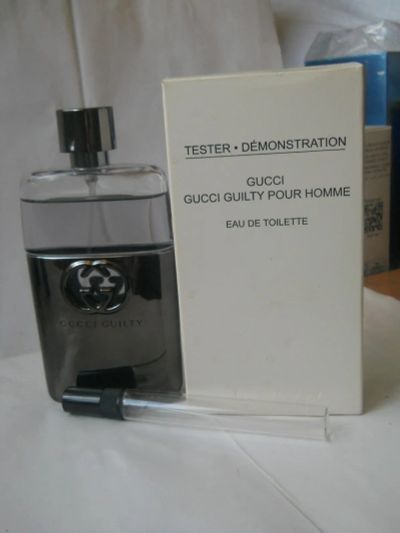 TESTER • DÉMONSTRATION
GUCCI
GUCCI GUILTY POUR HOMME
EAU DE TOILETTE
GUCCI GUILTY